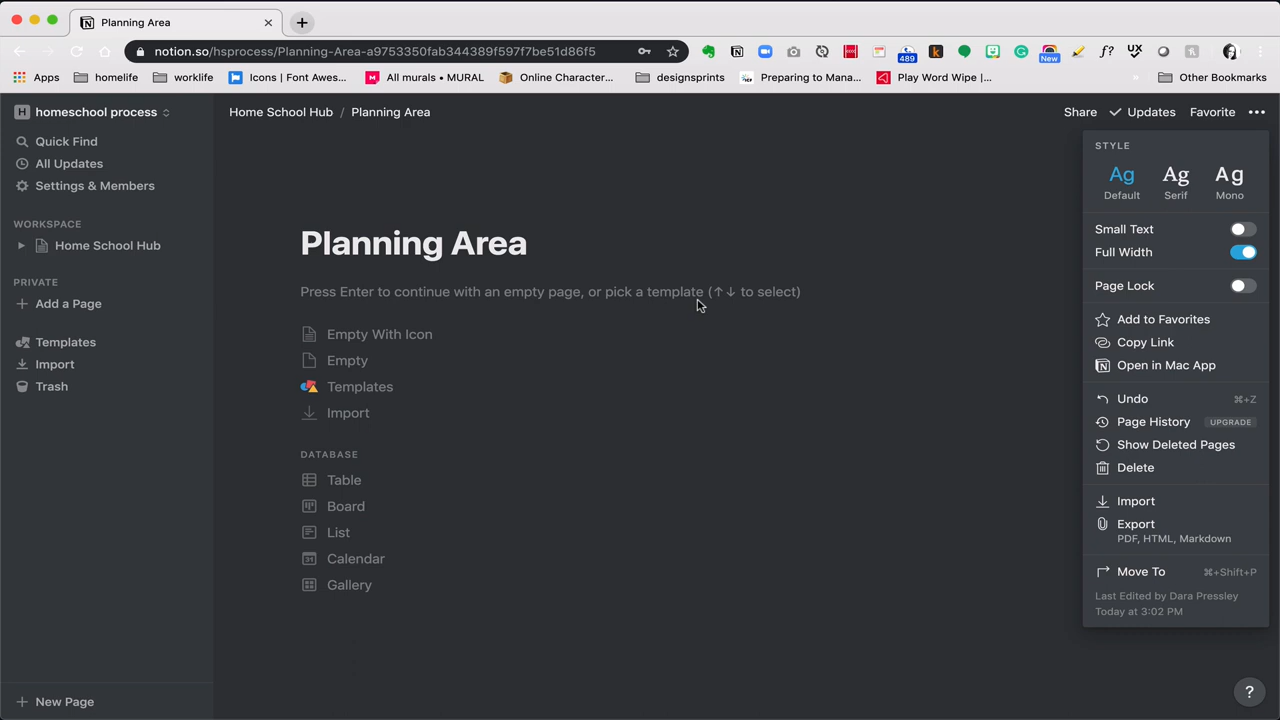 Planning Area
notion.so/hsprocess/Planning-Area-a9753350fab344389f597f7be51d86f5
489
New
f?
UX
Apps
homelife
worklife
Icons | Font Awes...
All murals • MURAL
Online Character...
designsprints
Preparing to Mana...
Play Word Wipe |...
»
Other Bookmarks
H homeschool process
Home School Hub / Planning Area
Share
Updates
Favorite
•••
Quick Find
All Updates
Settings & Members
WORKSPACE
Home School Hub
PRIVATE
Add a Page
Templates
Import
Trash
New Page
Planning Area
Press Enter to continue with an empty page, or pick a template (↑↓ to select)
Empty With Icon
Empty
Templates
Import
DATABASE
Table
Board
List
Calendar
Gallery
STYLE
Ag Ag Ag
Default Serif Mono
Small Text
Full Width
Page Lock
Add to Favorites
Copy Link
Open in Mac App
Undo ⌘+Z
Page History UPGRADE
Show Deleted Pages
Delete
Import
Export
PDF, HTML, Markdown
Move To ⌘+Shift+P
Last Edited by Dara Pressley
Today at 3:02 PM
?